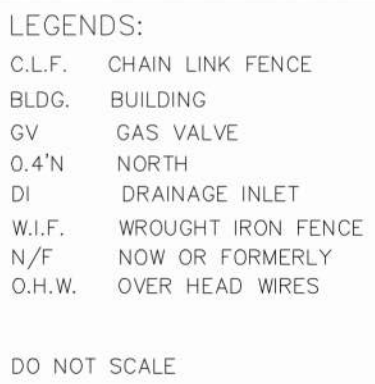 LEGENDS:
C.L.F. CHAIN LINK FENCE
BLDG. BUILDING
GV GAS VALVE
0.4'N NORTH
DI DRAINAGE INLET
W.I.F. WROUGHT IRON FENCE
N/F NOW OR FORMERLY
O.H.W. OVER HEAD WIRES
DO NOT SCALE